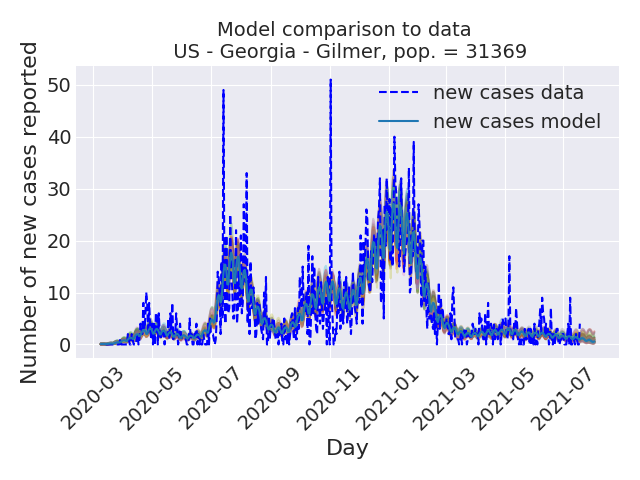 Model comparison to data
US - Georgia - Gilmer, pop. = 31369
Number of new cases reported
50
40
30
20
10
0
new cases data
new cases model
2020-03
2020-05
2020-07
2020-09
2020-11
2021-01
2021-03
2021-05
2021-07
Day